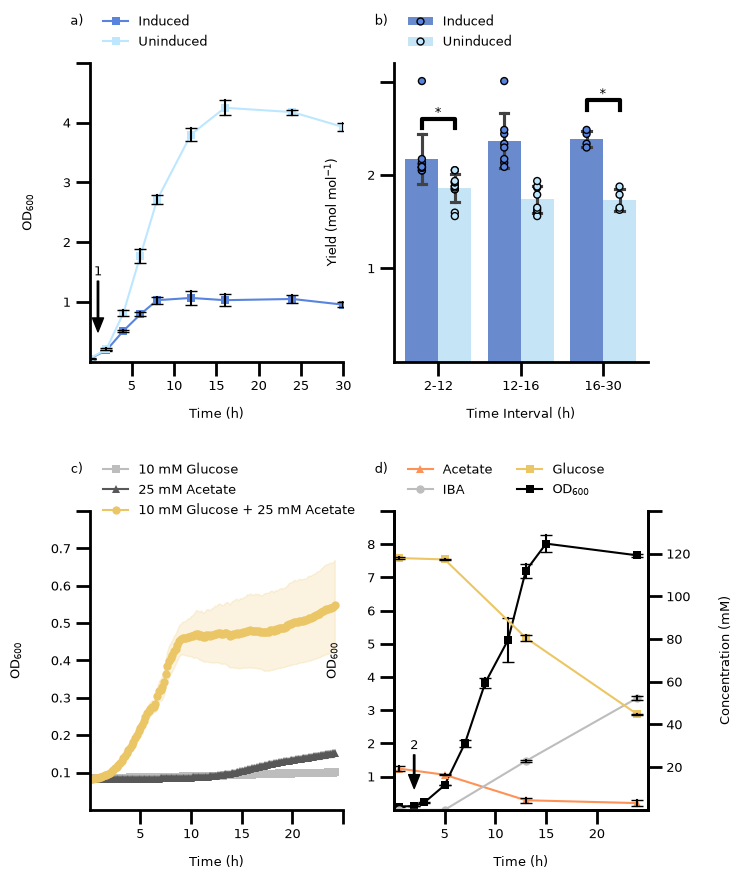 a)
Induced
Uninduced
OD600
4
3
2
1
1
5
10
15
20
25
30
Time (h)
b)
Induced
Uninduced
Yield (mol mol−1)
2
1
*
*
2-12
12-16
16-30
Time Interval (h)
c)
10 mM Glucose
25 mM Acetate
10 mM Glucose + 25 mM Acetate
OD600
0.7
0.6
0.5
0.4
0.3
0.2
0.1
5
10
15
20
Time (h)
d)
Acetate
Glucose
IBA
OD600
OD600
8
7
6
5
4
3
2
1
2
120
100
80
60
40
20
Concentration (mM)
5
10
15
20
Time (h)